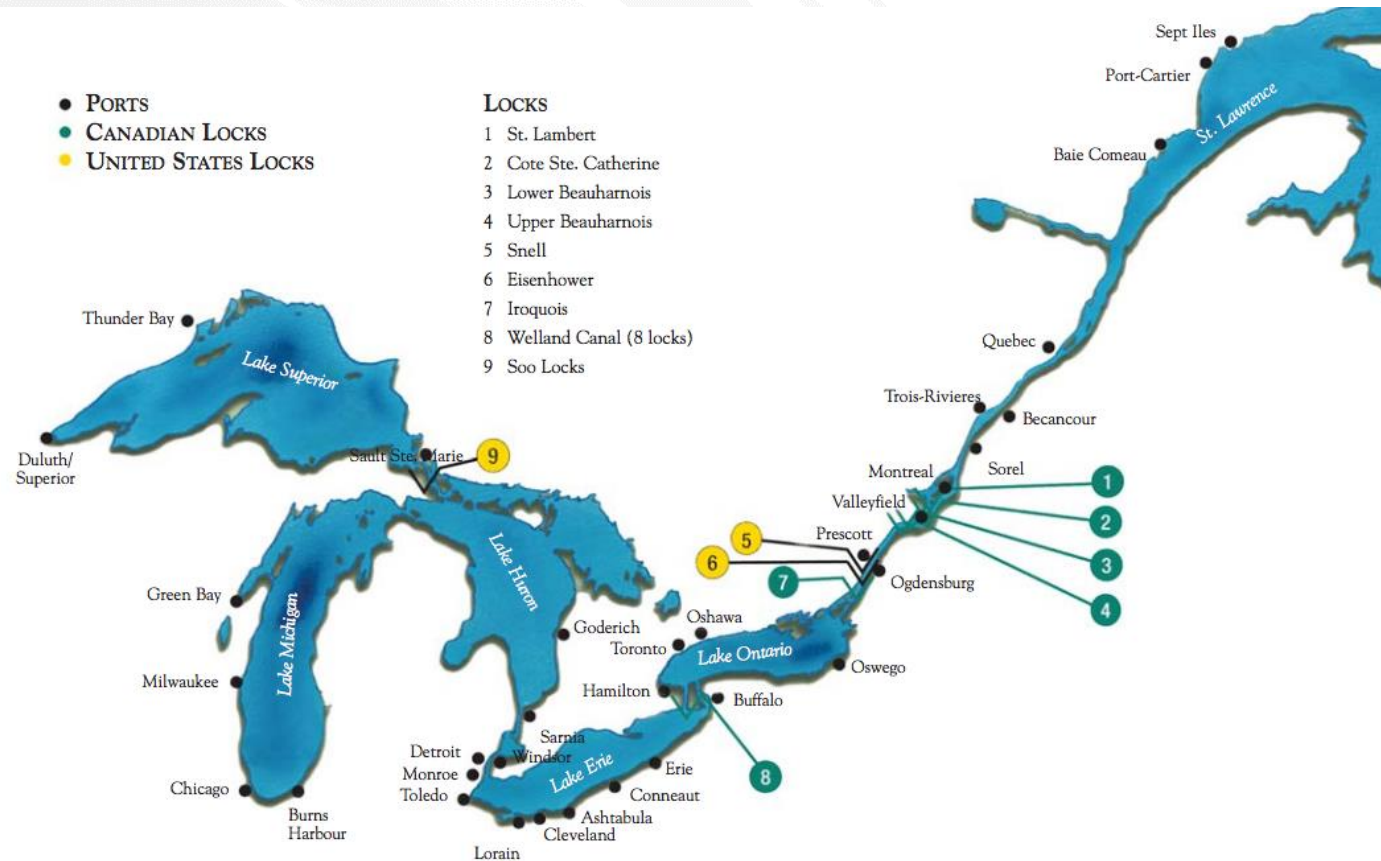 PORTS
CANADIAN LOCKS
UNITED STATES LOCKS
LOCKS
1 St. Lambert
2 Cote Ste. Catherine
3 Lower Beauharnois
4 Upper Beauharnois
5 Snell
6 Eisenhower
7 Iroquois
8 Welland Canal (8 locks)
9 Soo Locks
Sept Iles
Port-Cartier
St. Lawrence
Baie Comeau
Quebec
Trois-Rivieres
Becancour
Sorel
Montreal
Valleyfield
1
2
3
4
Prescott
5
6
7
Ogdensburg
Thunder Bay
Lake Superior
Duluth/
Superior
Sault Ste. Marie
9
Lake Huron
Lake Michigan
Green Bay
Milwaukee
Chicago
Burns
Harbour
Goderich
Oshawa
Toronto
Lake Ontario
Oswego
Hamilton
Buffalo
8
Sarnia
Detroit
Windsor
Monroe
Toledo
Lake Erie
Erie
Conneaut
Ashtabula
Cleveland
Lorain